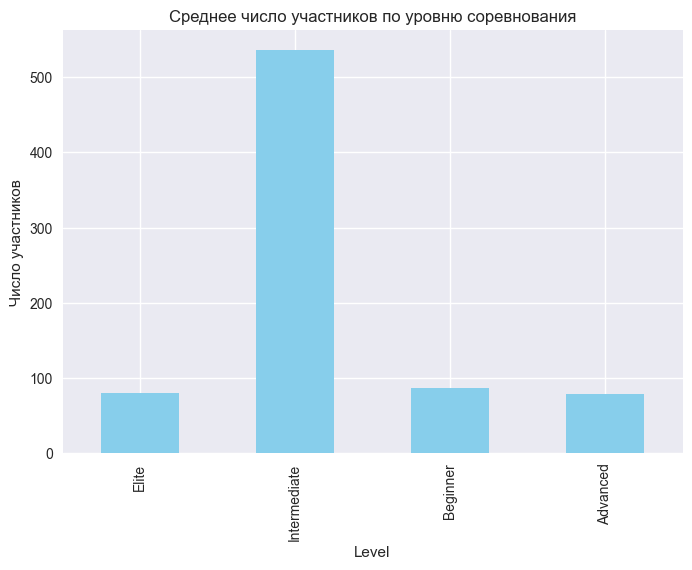 Среднее число участников по уровню соревнования
Число участников
500
400
300
200
100
0
Elite
Intermediate
Beginner
Advanced
Level